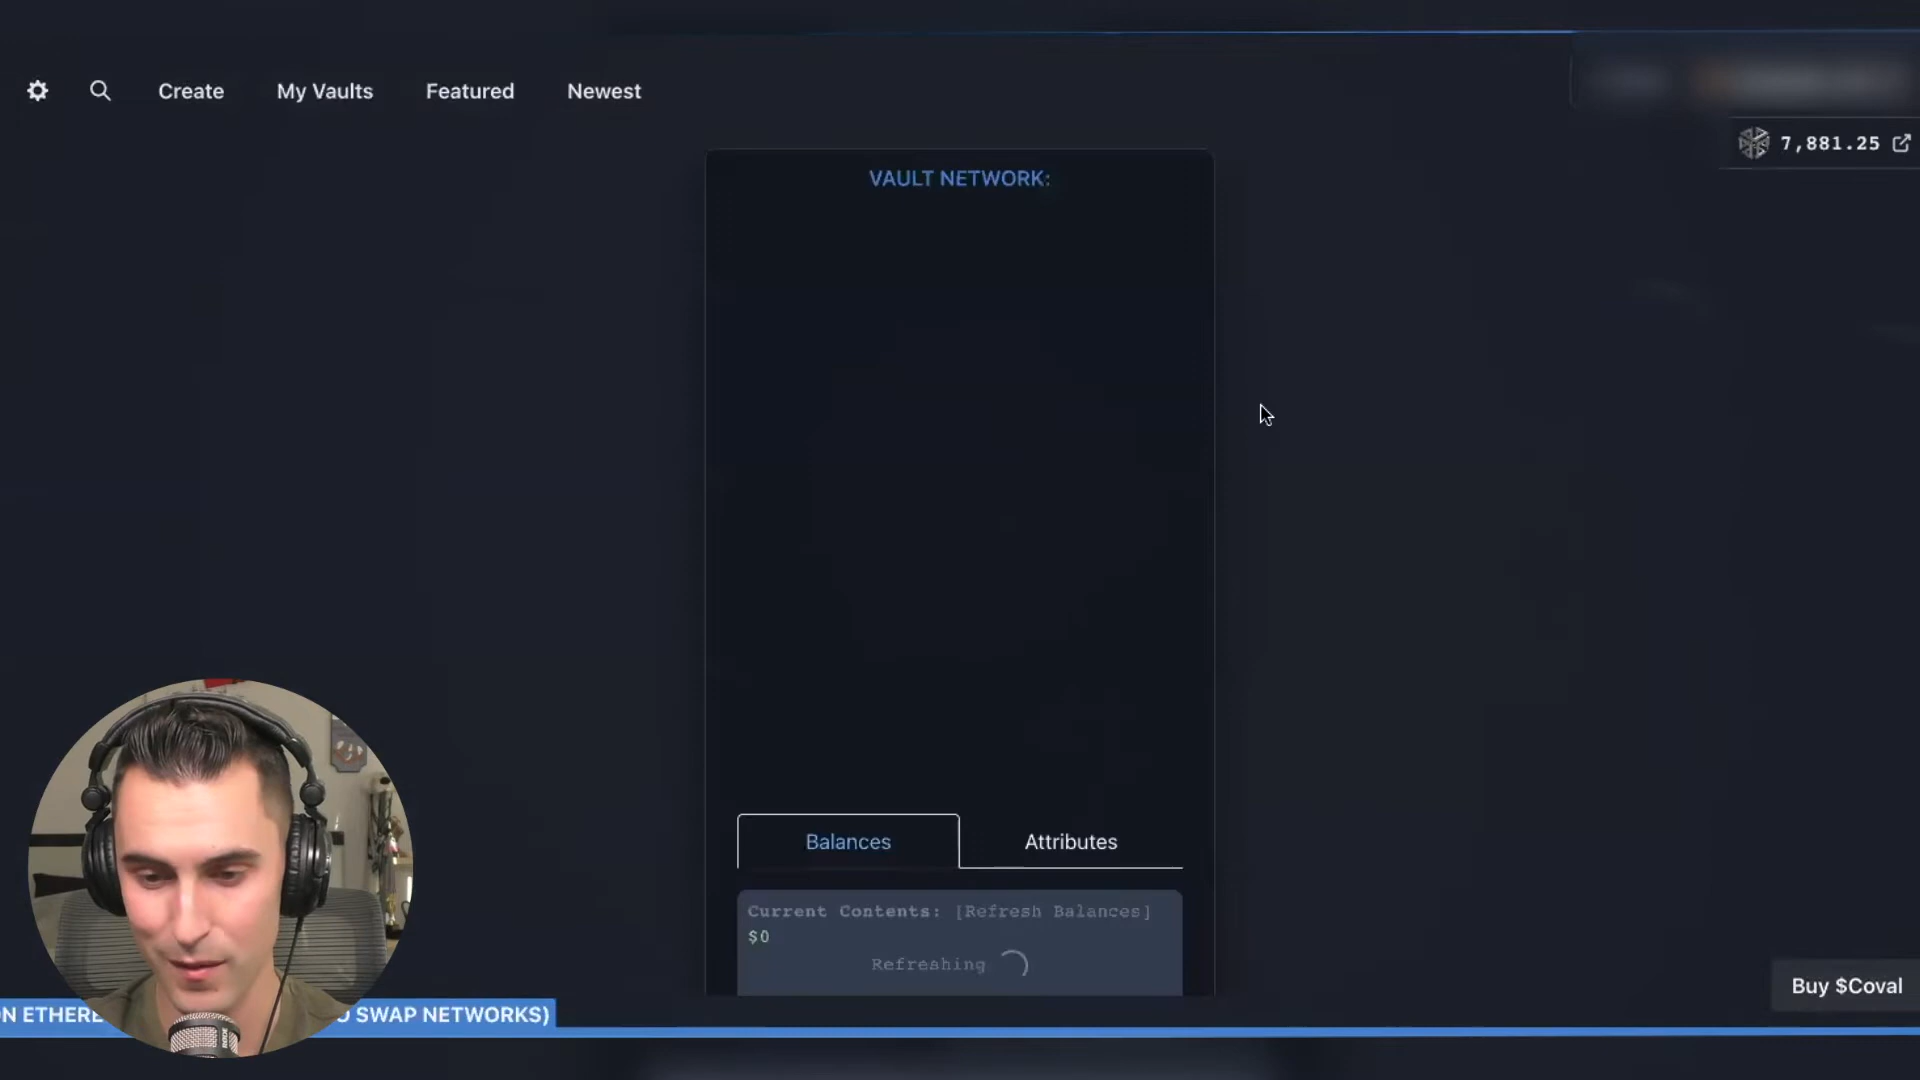 Create
My Vaults
Featured
Newest
7,881.25
VAULT NETWORK:
Balances
Attributes
Current Contents: [Refresh Balances]
$0
Refreshing
Buy $Coval
SWAP NETWORKS)